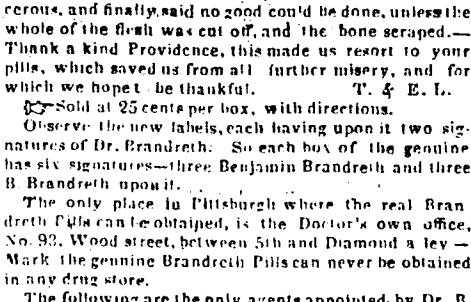 cerous, and finally, said no good could be done, unless the
whole of the flesh was cut off, and the bone scraped.—
Thank a kind Providence, this made us resort to your
pills, which saved us from all further misery, and for
which we hope t be thankful. T. & E. L.
☞Sold at 25 cents per box, with directions.
Observe the new labels, each having upon it two sig-
natures of Dr. Brandreth. So each box of the genuine
has six signatures—three Benjamin Brandreth and three
B. Brandreth upon it.
The only place in Pittsburgh where the real Bran
dreth Pills can be obtained, is the Doctor's own office,
No. 93, Wood street, between 5th and Diamond a ley—
Mark the genuine Brandreth Pills can never be obtained
in any drug store.
The following are the only agents appointed, by Dr. B.